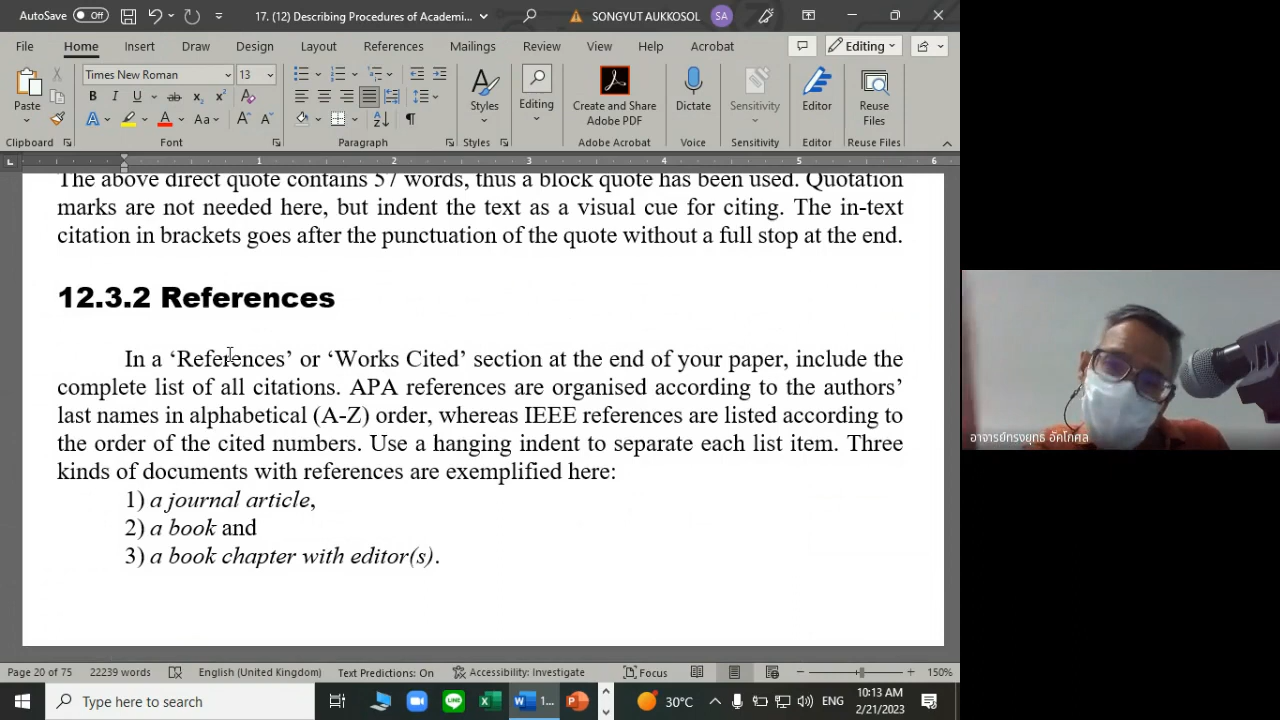 AutoSave Off 17. (12) Describing Procedures of Academi... SONGYUT AUKKOSOL SA
File Home Insert Draw Design Layout References Mailings Review View Help Acrobat Editing
Times New Roman 13
Paste
Styles
Editing
Create and Share
Adobe PDF
Dictate
Sensitivity
Editor
Reuse
Files
Clipboard Font Paragraph Styles Adobe Acrobat Voice Sensitivity Editor Reuse Files
1 2 3 4 5 6
The above direct quote contains 57 words, thus a block quote has been used. Quotation
marks are not needed here, but indent the text as a visual cue for citing. The in-text
citation in brackets goes after the punctuation of the quote without a full stop at the end.
12.3.2 References
In a ‘References’ or ‘Works Cited’ section at the end of your paper, include the
complete list of all citations. APA references are organised according to the authors’
last names in alphabetical (A-Z) order, whereas IEEE references are listed according to
the order of the cited numbers. Use a hanging indent to separate each list item. Three
kinds of documents with references are exemplified here:
1) a journal article,
2) a book and
3) a book chapter with editor(s).
อาจารย์ทรงยุทธ อัคโกศล
Page 20 of 75 22239 words English (United Kingdom) Text Predictions: On Accessibility: Investigate Focus 150%
Type here to search 1... 30°C ENG 10:13 AM
2/21/2023